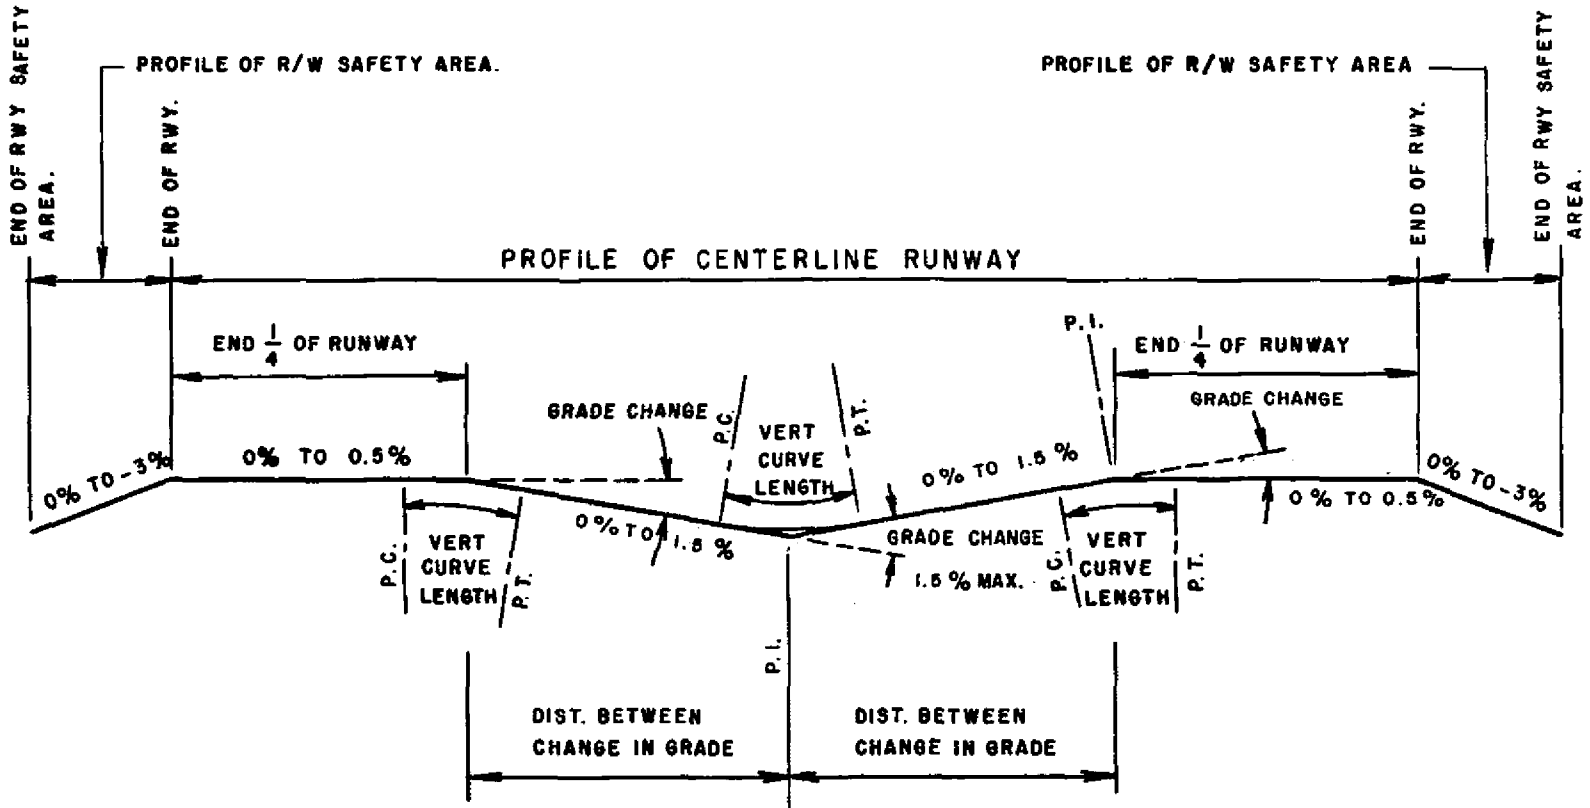 END OF RWY SAFETY
AREA.
PROFILE OF R/W SAFETY AREA.
END OF RWY.
PROFILE OF R/W SAFETY AREA
END OF RWY.
END OF RWY SAFETY
AREA.
PROFILE OF CENTERLINE RUNWAY
END 1/4 OF RUNWAY
P.I.
END 1/4 OF RUNWAY
GRADE CHANGE
GRADE CHANGE
P.C.
VERT
CURVE
LENGTH
P.T.
0% TO -3%
0% TO 0.5%
0% TO 1.5%
0% TO 1.5 %
0% TO 0.5%
0% TO -3%
P.C.
VERT
CURVE
LENGTH
P.T.
GRADE CHANGE
1.5 % MAX.
P.C.
VERT
CURVE
LENGTH
P.T.
P.I.
DIST. BETWEEN
CHANGE IN GRADE
DIST. BETWEEN
CHANGE IN GRADE